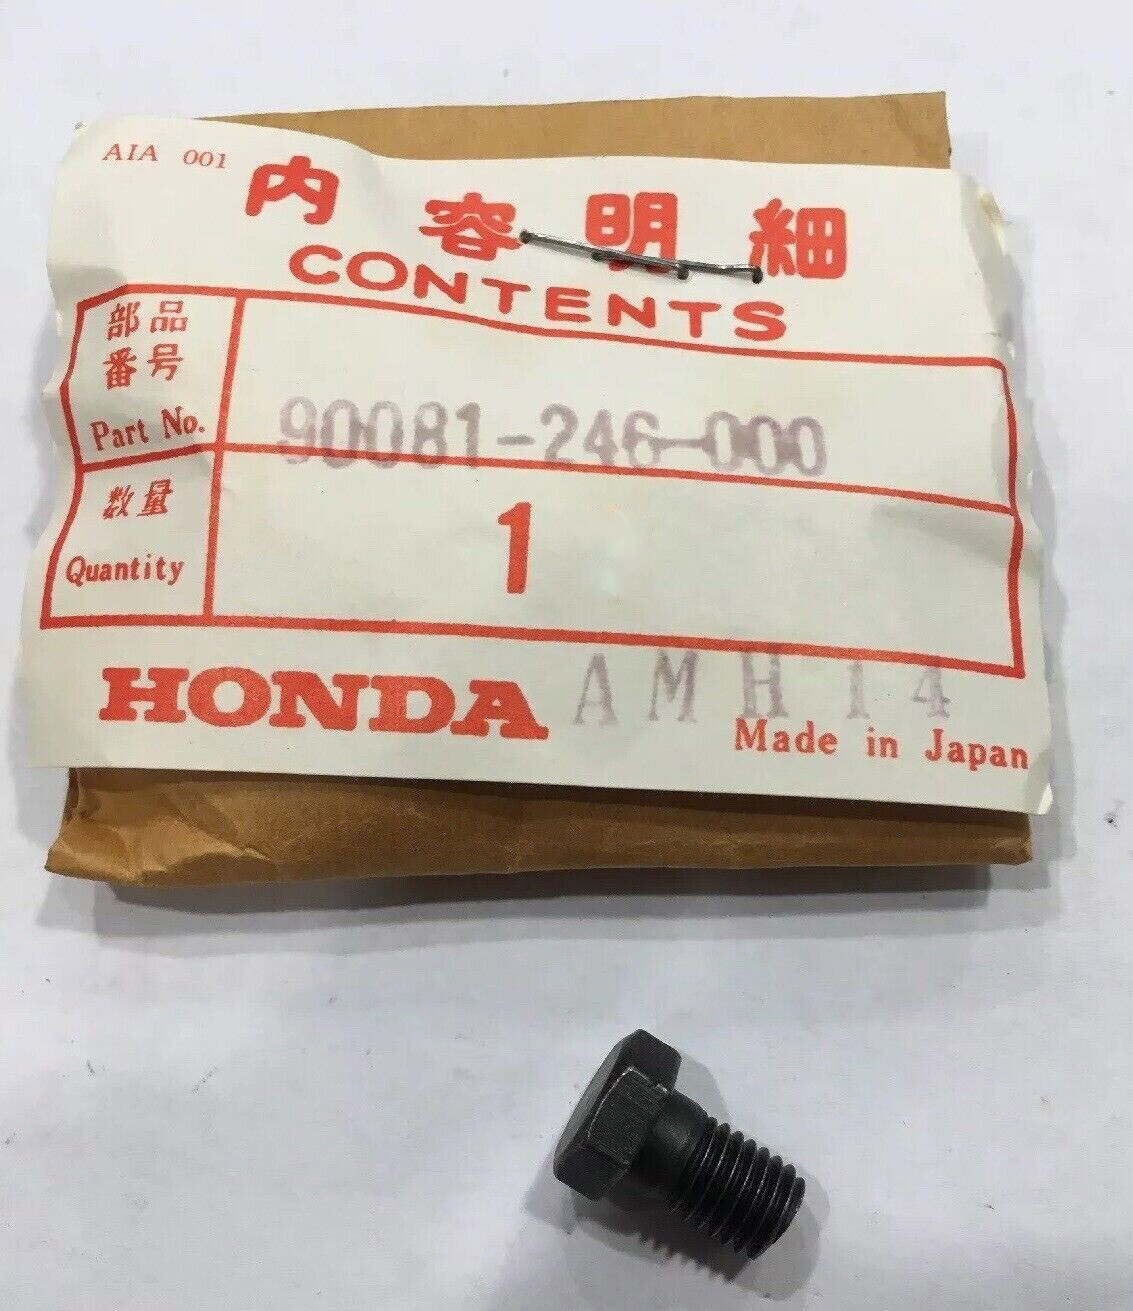 AIA 001
内容明細
CONTENTS
部品
番号
Part No.
90081-246-000
数量
Quantity
1
HONDA
AMH14
Made in Japan